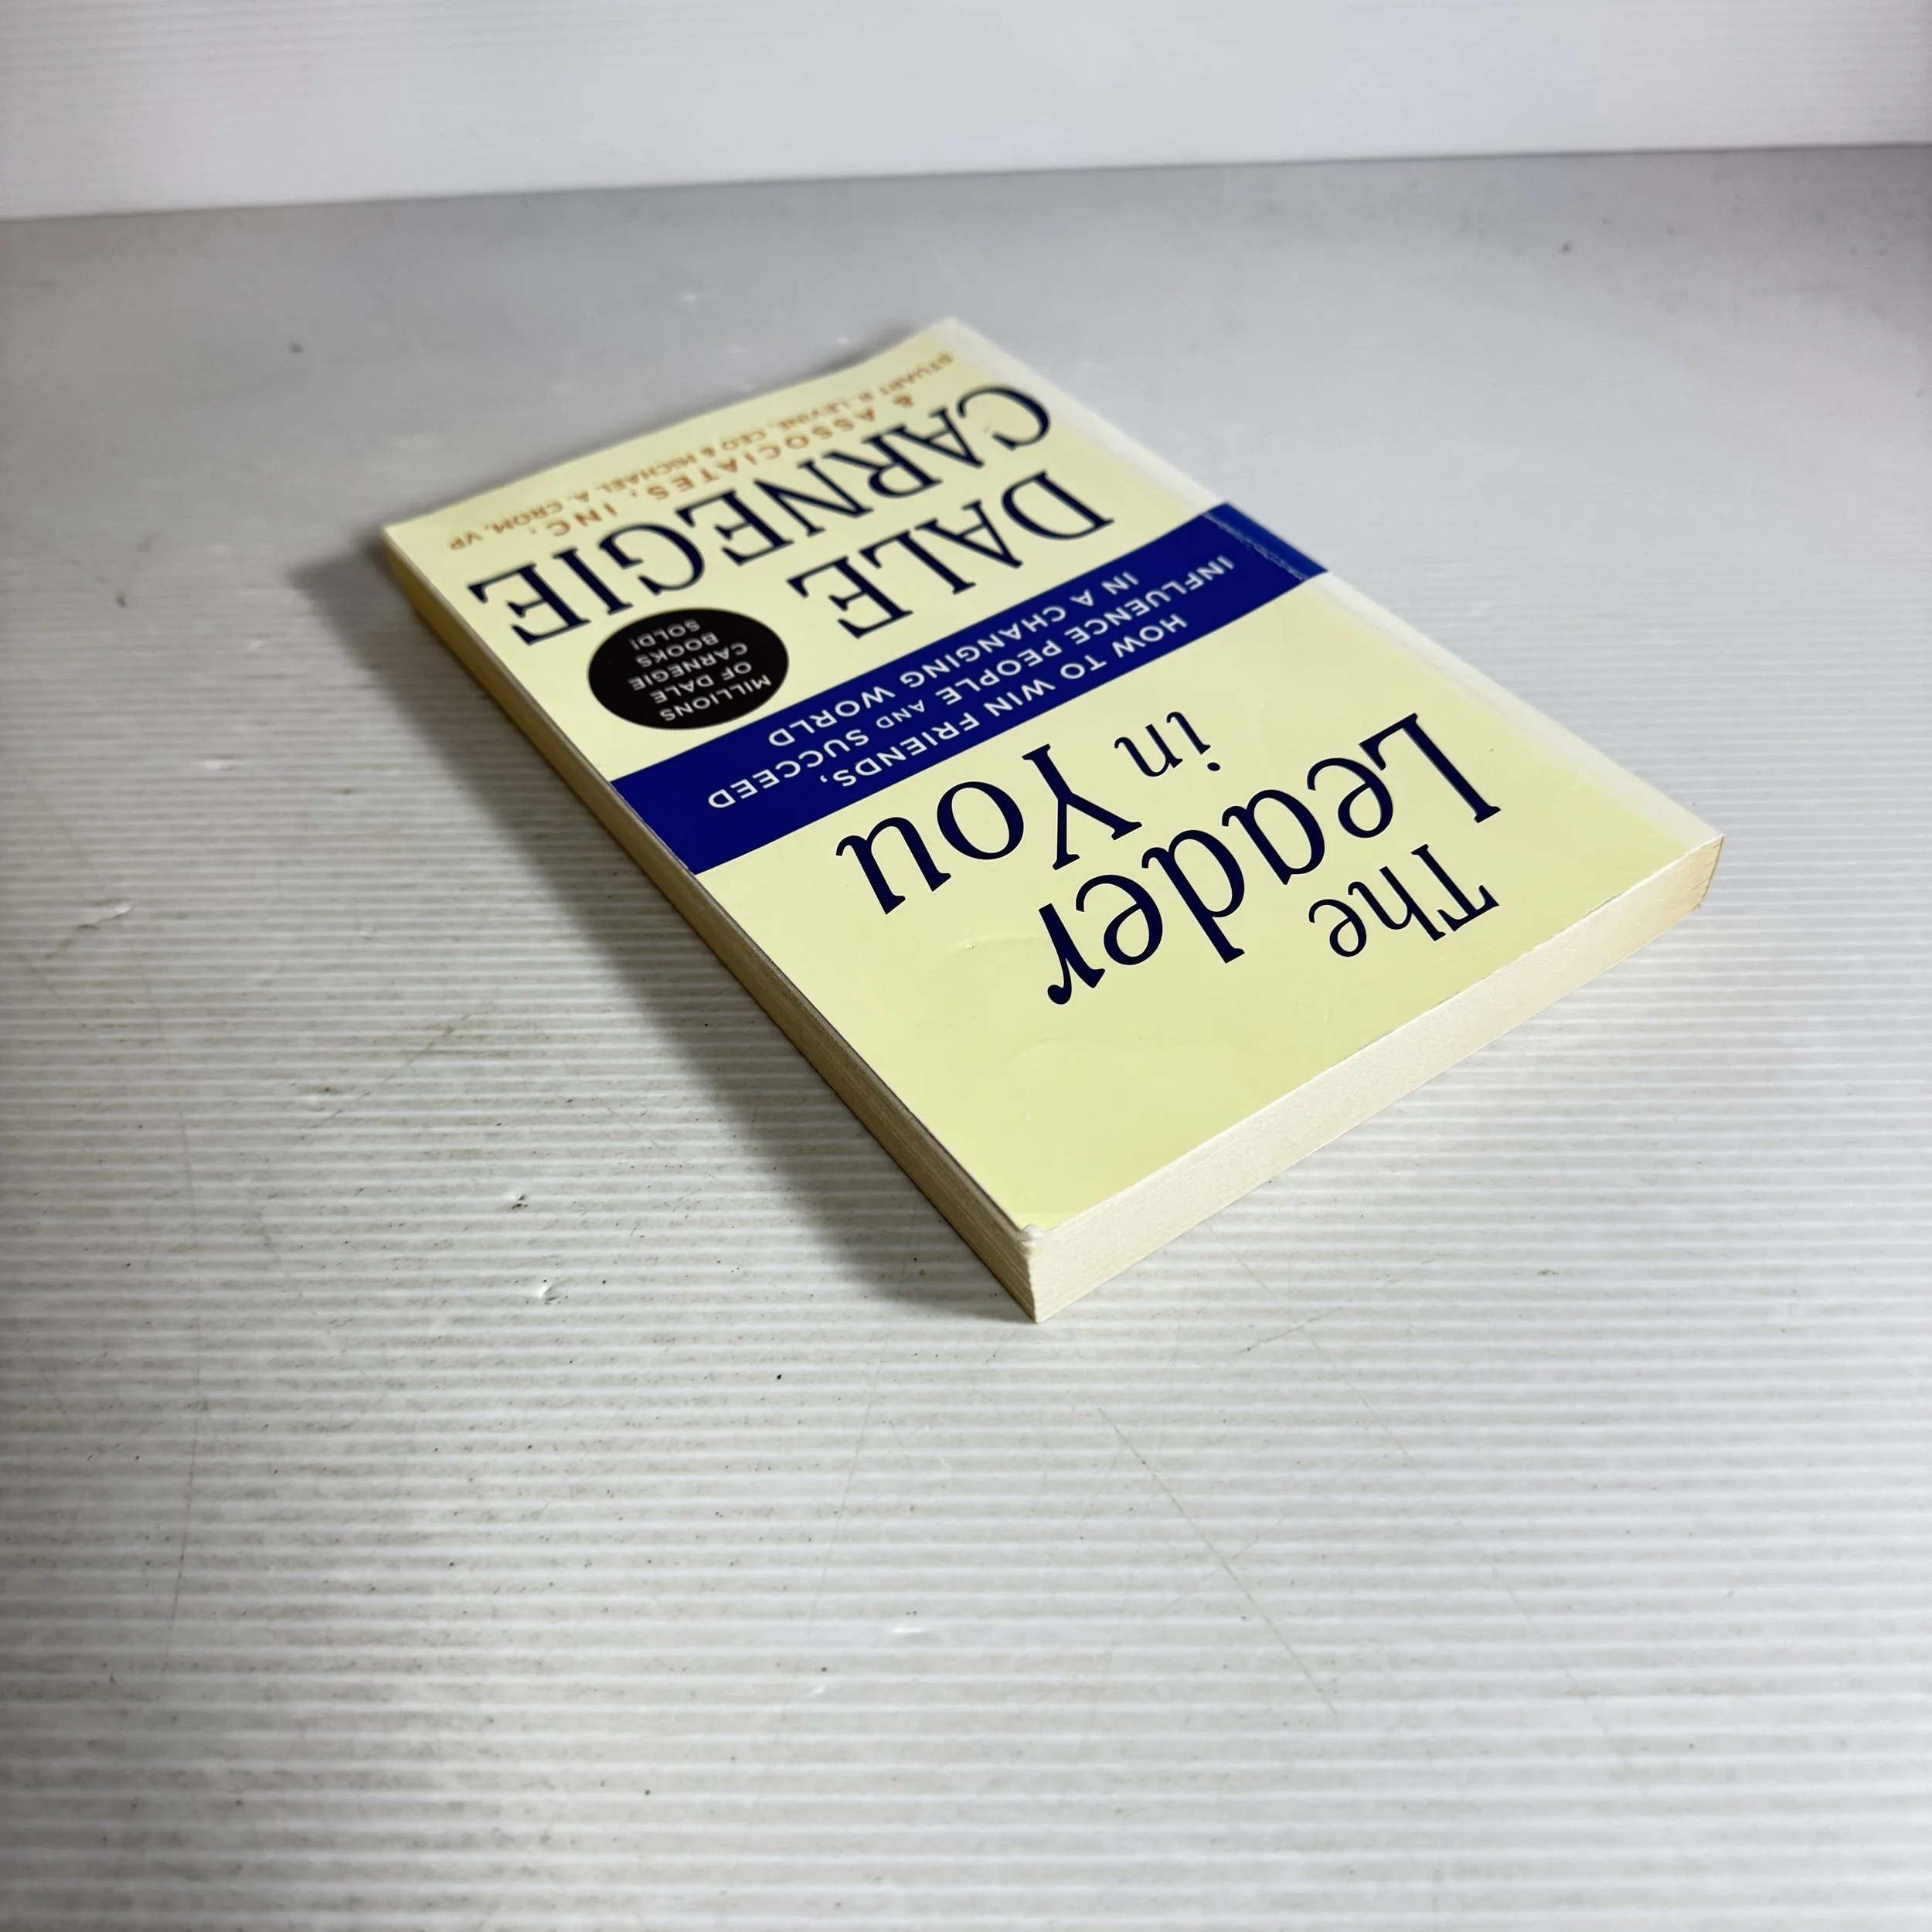 The
Leader
in You
HOW TO WIN FRIENDS,
INFLUENCE PEOPLE AND SUCCEED
IN A CHANGING WORLD
MILLIONS
OF DALE
CARNEGIE
BOOKS
SOLD!
DALE
CARNEGIE
& ASSOCIATES, INC.
STUART R. LEVINE, CEO & MICHAEL A. CROM, VP